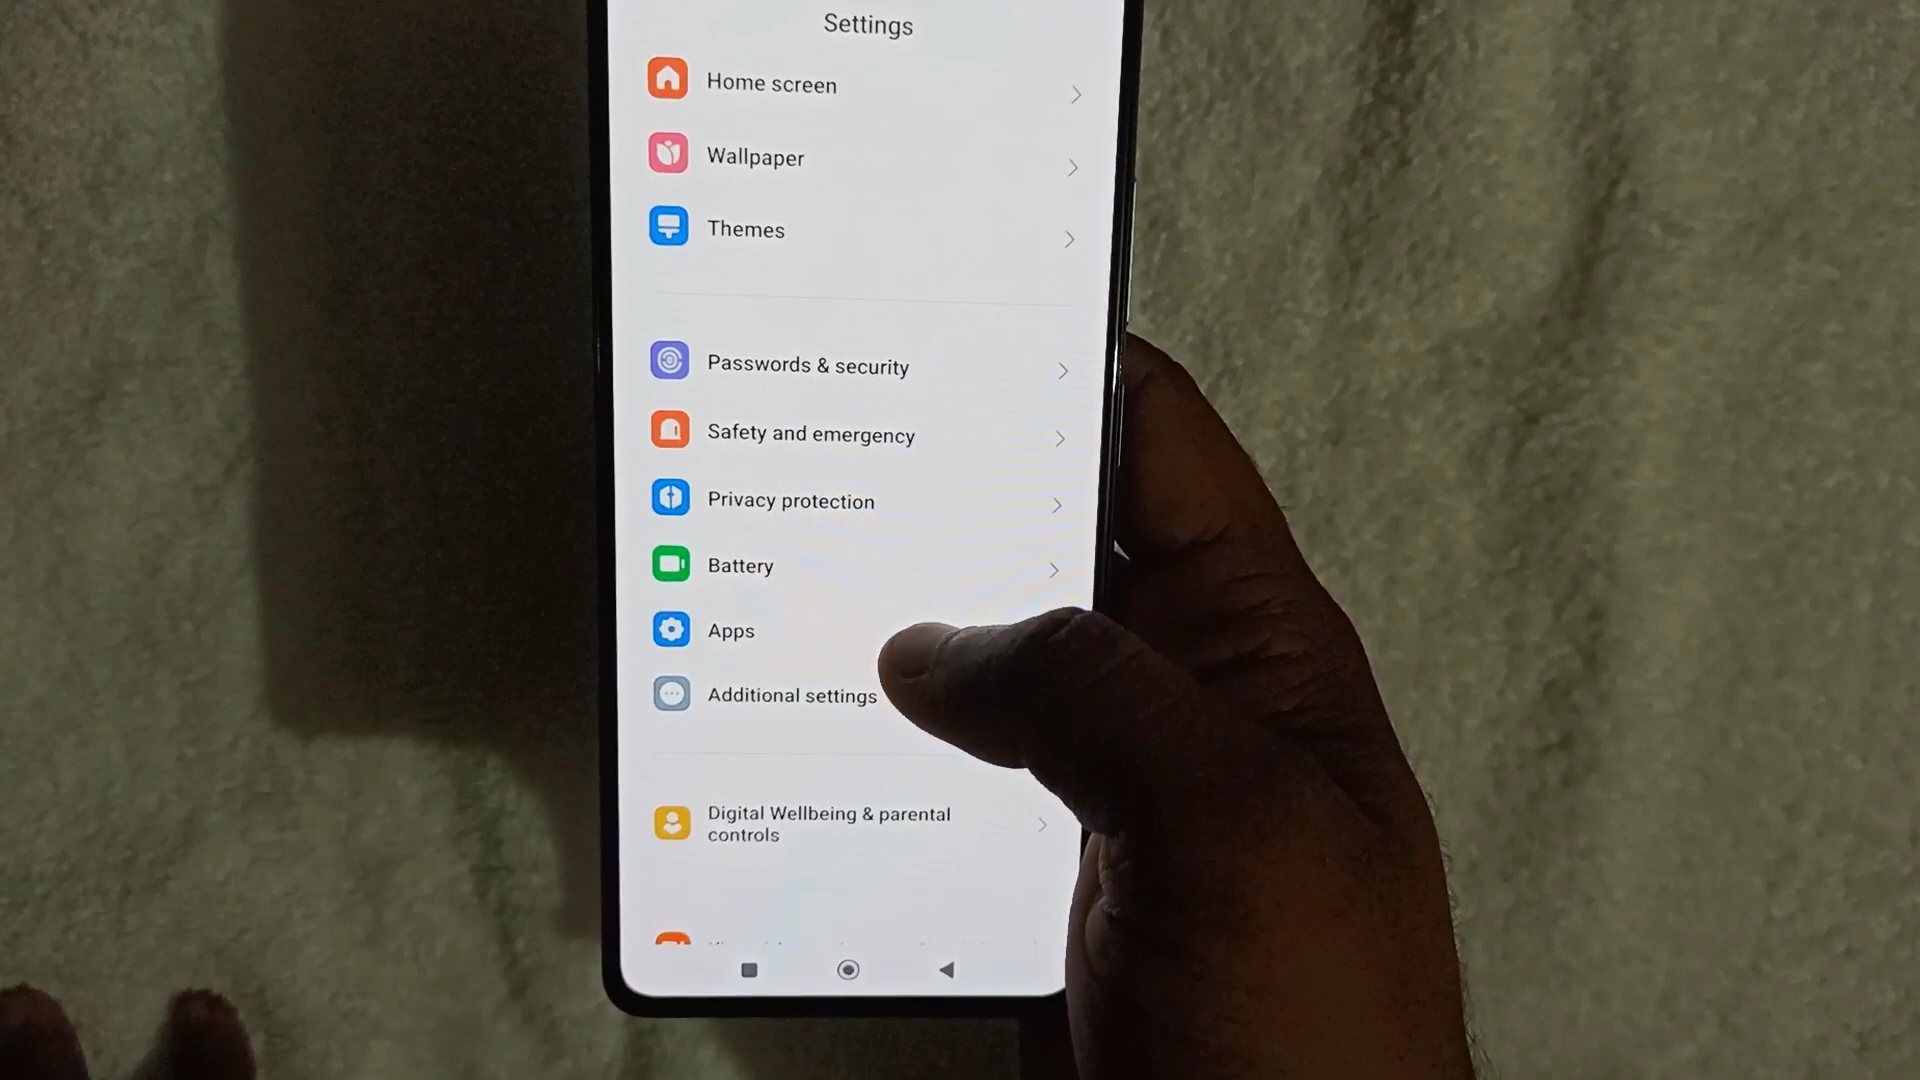 Settings
Home screen
Wallpaper
Themes
Passwords & security
Safety and emergency
Privacy protection
Battery
Apps
Additional settings
Digital Wellbeing & parental
controls